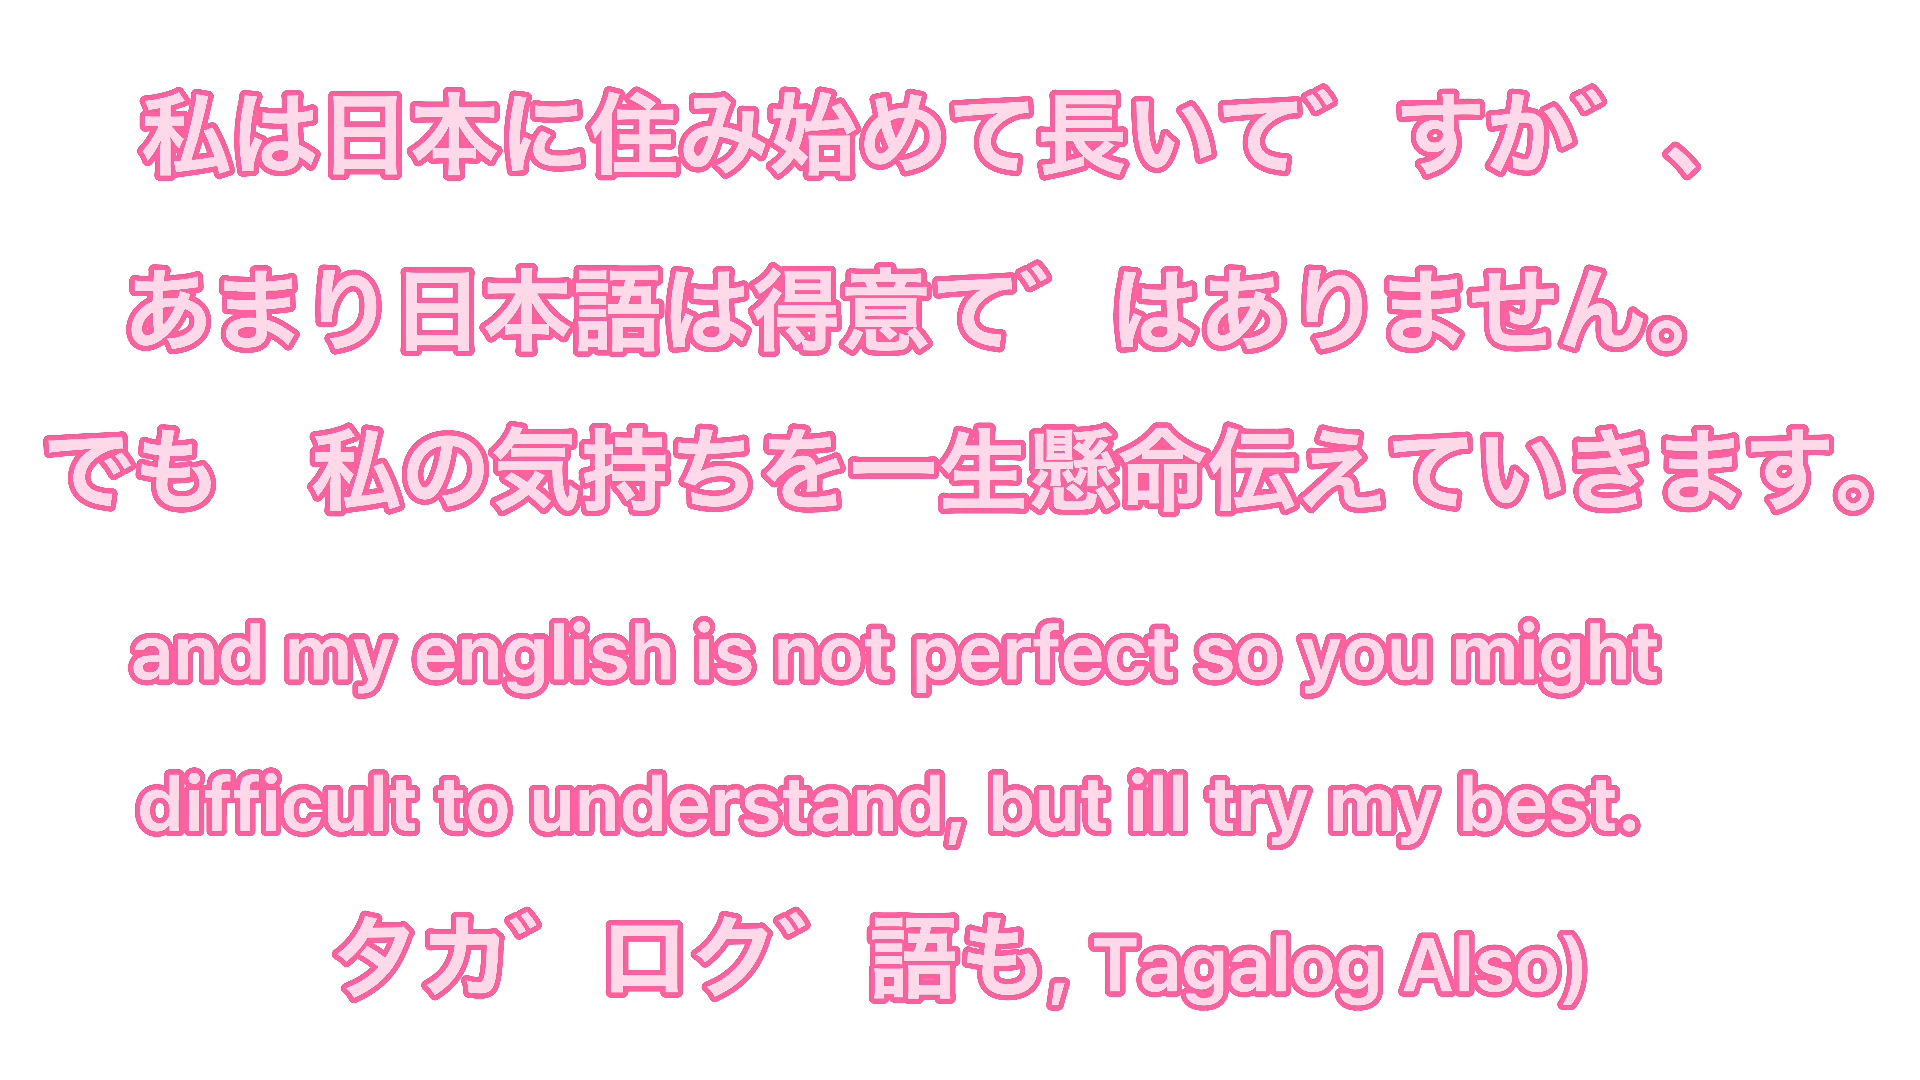 私は日本に住み始めて長いですが、
あまり日本語は得意ではありません。
でも　私の気持ちを一生懸命伝えていきます。
and my english is not perfect so you might
difficult to understand, but ill try my best.
タガログ語も, Tagalog Also)